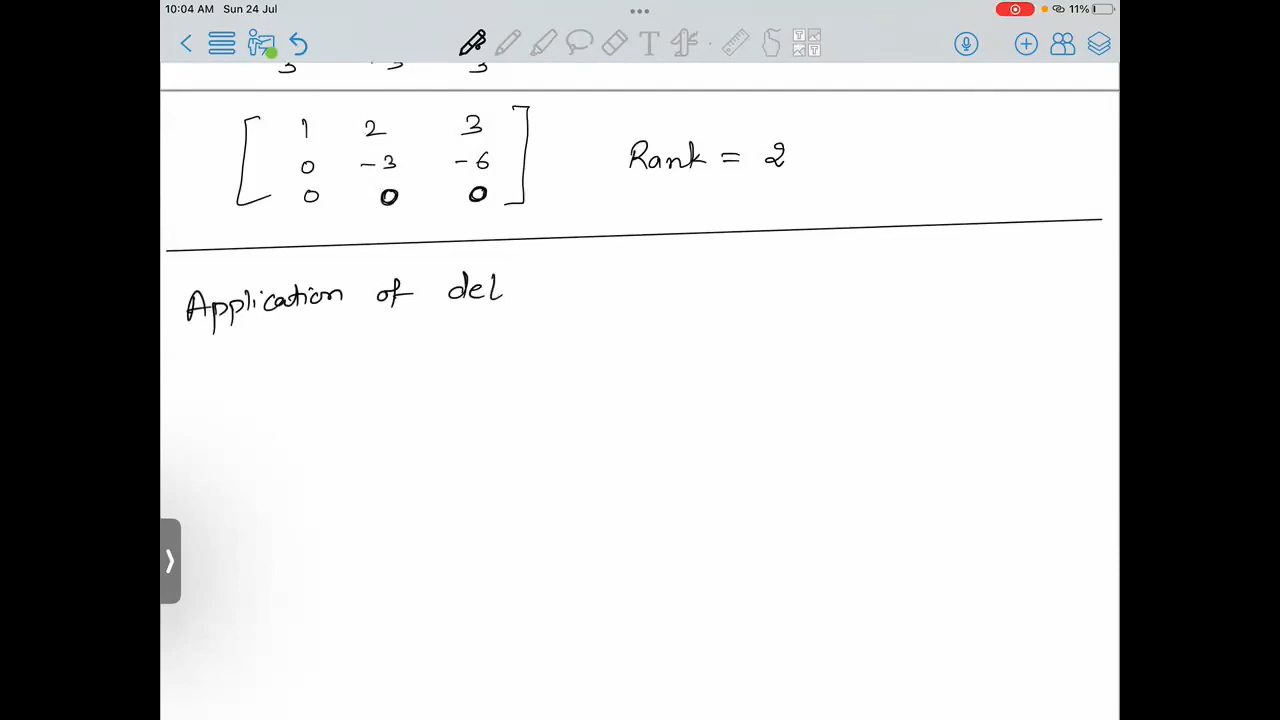 10:04 AM Sun 24 Jul
11%
1 2 3
0 -3 -6
0 0 0
Rank = 2
Application of del